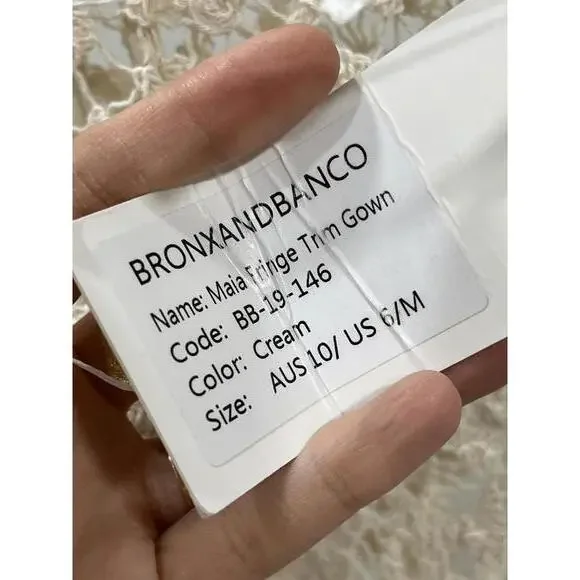 BRONXANDBANCO
Name: Maia Fringe Trim Gown
Code: BB-19-146
Color: Cream
Size: AUS 10/ US 6/M